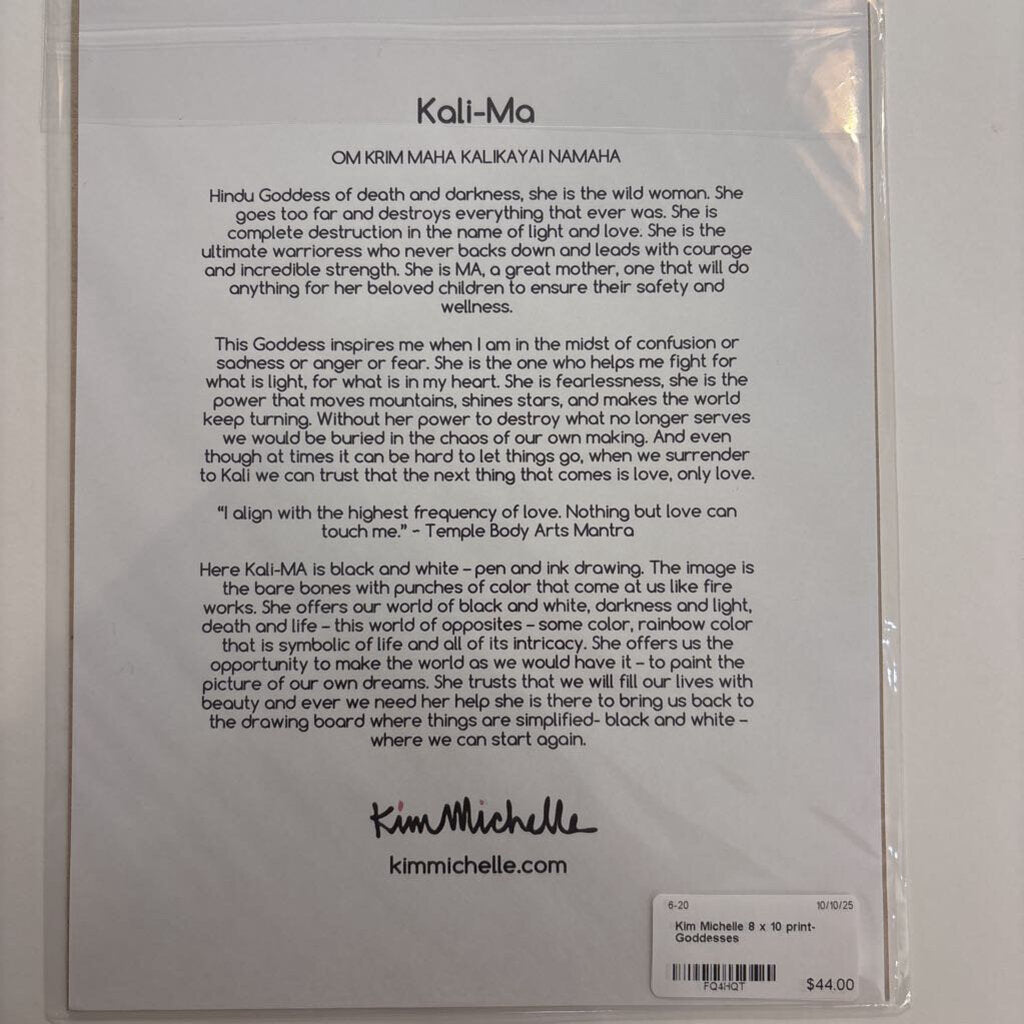 Kali-Ma
OM KRIM MAHA KALIKAYAI NAMAHA
Hindu Goddess of death and darkness, she is the wild woman. She
goes too far and destroys everything that ever was. She is
complete destruction in the name of light and love. She is the
ultimate warrioress who never backs down and leads with courage
and incredible strength. She is MA, a great mother, one that will do
anything for her beloved children to ensure their safety and
wellness.
This Goddess inspires me when I am in the midst of confusion or
sadness or anger or fear. She is the one who helps me fight for
what is light, for what is in my heart. She is fearlessness, she is the
power that moves mountains, shines stars, and makes the world
keep turning. Without her power to destroy what no longer serves
we would be buried in the chaos of our own making. And even
though at times it can be hard to let things go, when we surrender
to Kali we can trust that the next thing that comes is love, only love.
"I align with the highest frequency of love. Nothing but love can
touch me." - Temple Body Arts Mantra
Here Kali-MA is black and white – pen and ink drawing. The image is
the bare bones with punches of color that come at us like fire
works. She offers our world of black and white, darkness and light,
death and life – this world of opposites – some color, rainbow color
that is symbolic of life and all of its intricacy. She offers us the
opportunity to make the world as we would have it – to paint the
picture of our own dreams. She trusts that we will fill our lives with
beauty and ever we need her help she is there to bring us back to
the drawing board where things are simplified- black and white –
where we can start again.
Kim Michelle
kimmichelle.com
6-20 10/10/25
Kim Michelle 8 x 10 print-
Goddesses
FQ4HQT
$44.00